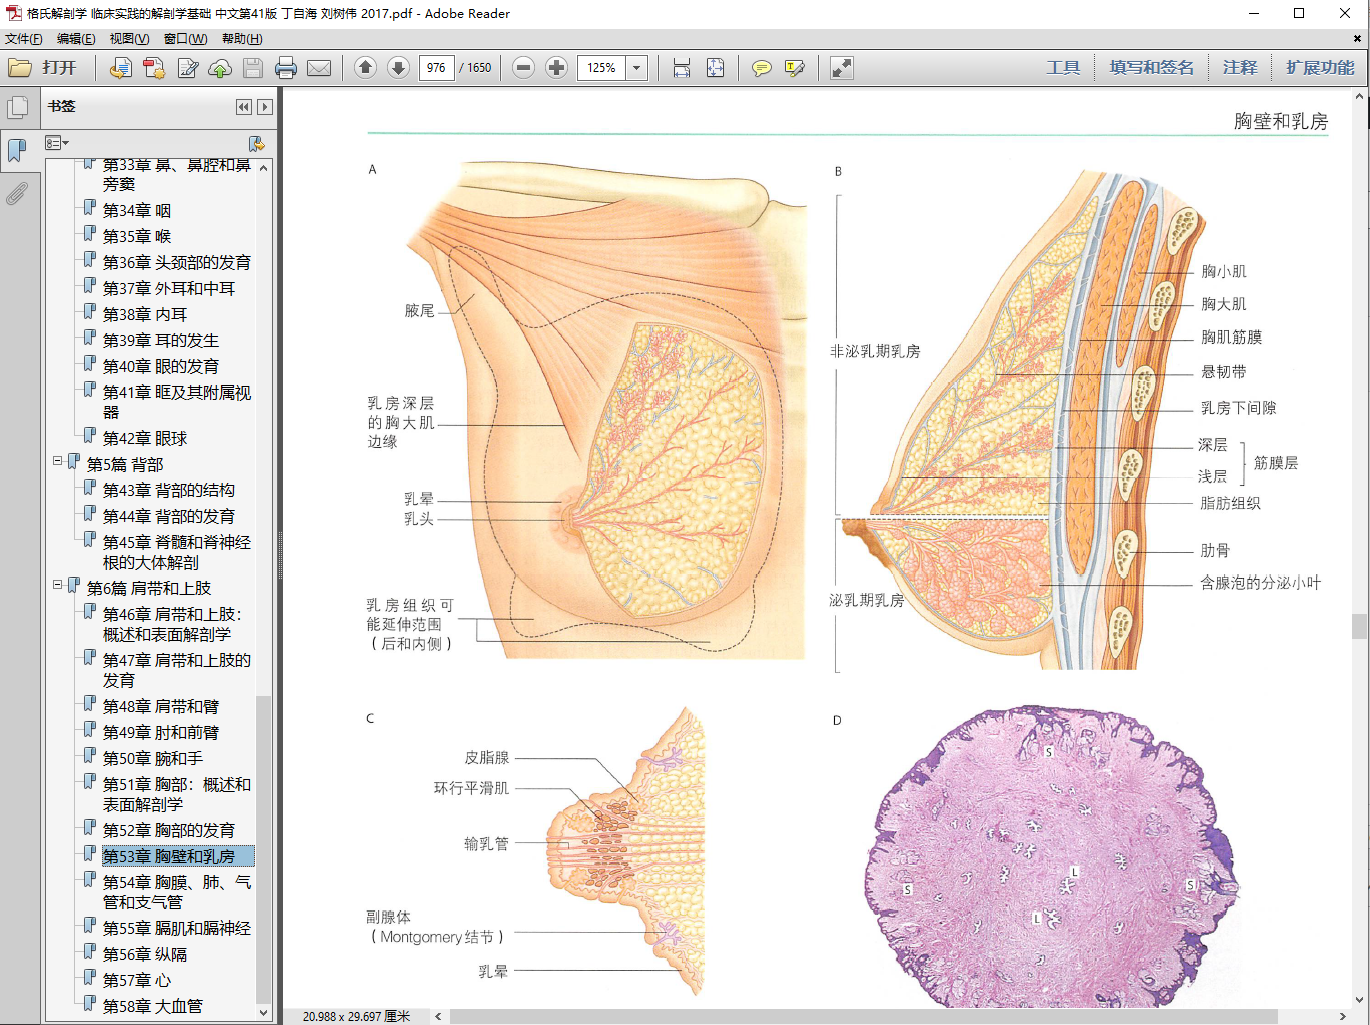 格氏解剖学 临床实践的解剖学基础 中文第41版 丁自海 刘树伟 2017.pdf - Adobe Reader
文件(F) 编辑(E) 视图(V) 窗口(W) 帮助(H)
打开
976 / 1650
125%
工具 填写和签名 注释 扩展功能
书签
第33章 鼻、鼻腔和鼻
旁窦
第34章 咽
第35章 喉
第36章 头颈部的发育
第37章 外耳和中耳
第38章 内耳
第39章 耳的发生
第40章 眼的发育
第41章 眶及其附属视
器
第42章 眼球
第5篇 背部
第43章 背部的结构
第44章 背部的发育
第45章 脊髓和脊神经
根的大体解剖
第6篇 肩带和上肢
第46章 肩带和上肢：
概述和表面解剖学
第47章 肩带和上肢的
发育
第48章 肩带和臂
第49章 肘和前臂
第50章 腕和手
第51章 胸部：概述和
表面解剖学
第52章 胸部的发育
第53章 胸壁和乳房
第54章 胸膜、肺、气
管和支气管
第55章 膈肌和膈神经
第56章 纵隔
第57章 心
第58章 大血管
胸壁和乳房
A
腋尾
乳房深层
的胸大肌
边缘
乳晕
乳头
乳房组织可
能延伸范围
（后和内侧）
B
非泌乳期乳房
泌乳期乳房
胸小肌
胸大肌
胸肌筋膜
悬韧带
乳房下间隙
深层
浅层
筋膜层
脂肪组织
肋骨
含腺泡的分泌小叶
C
皮脂腺
环行平滑肌
输乳管
副腺体
（Montgomery结节）
乳晕
D
S
L
S
S
L
20.988 x 29.697 厘米